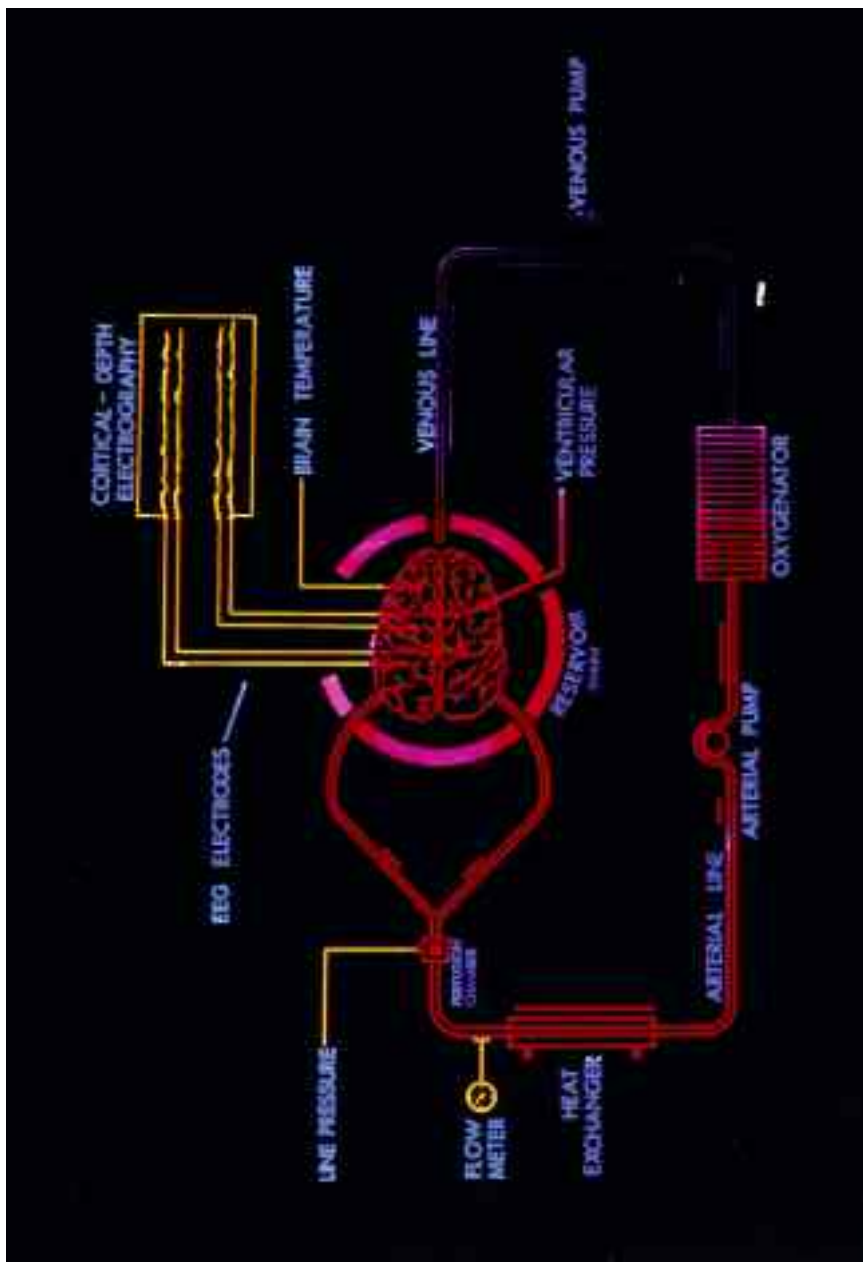 CORTICAL - DEPTH
ELECTROGRAPHY
EEG ELECTRODES
BRAIN TEMPERATURE
LINE PRESSURE
VENOUS LINE
VENOUS PUMP
VENTRICULAR
PRESSURE
RESERVOIR
CHAMBER
FLOW
METER
HEAT
EXCHANGER
ARTERIAL LINE
ARTERIAL PUMP
OXYGENATOR